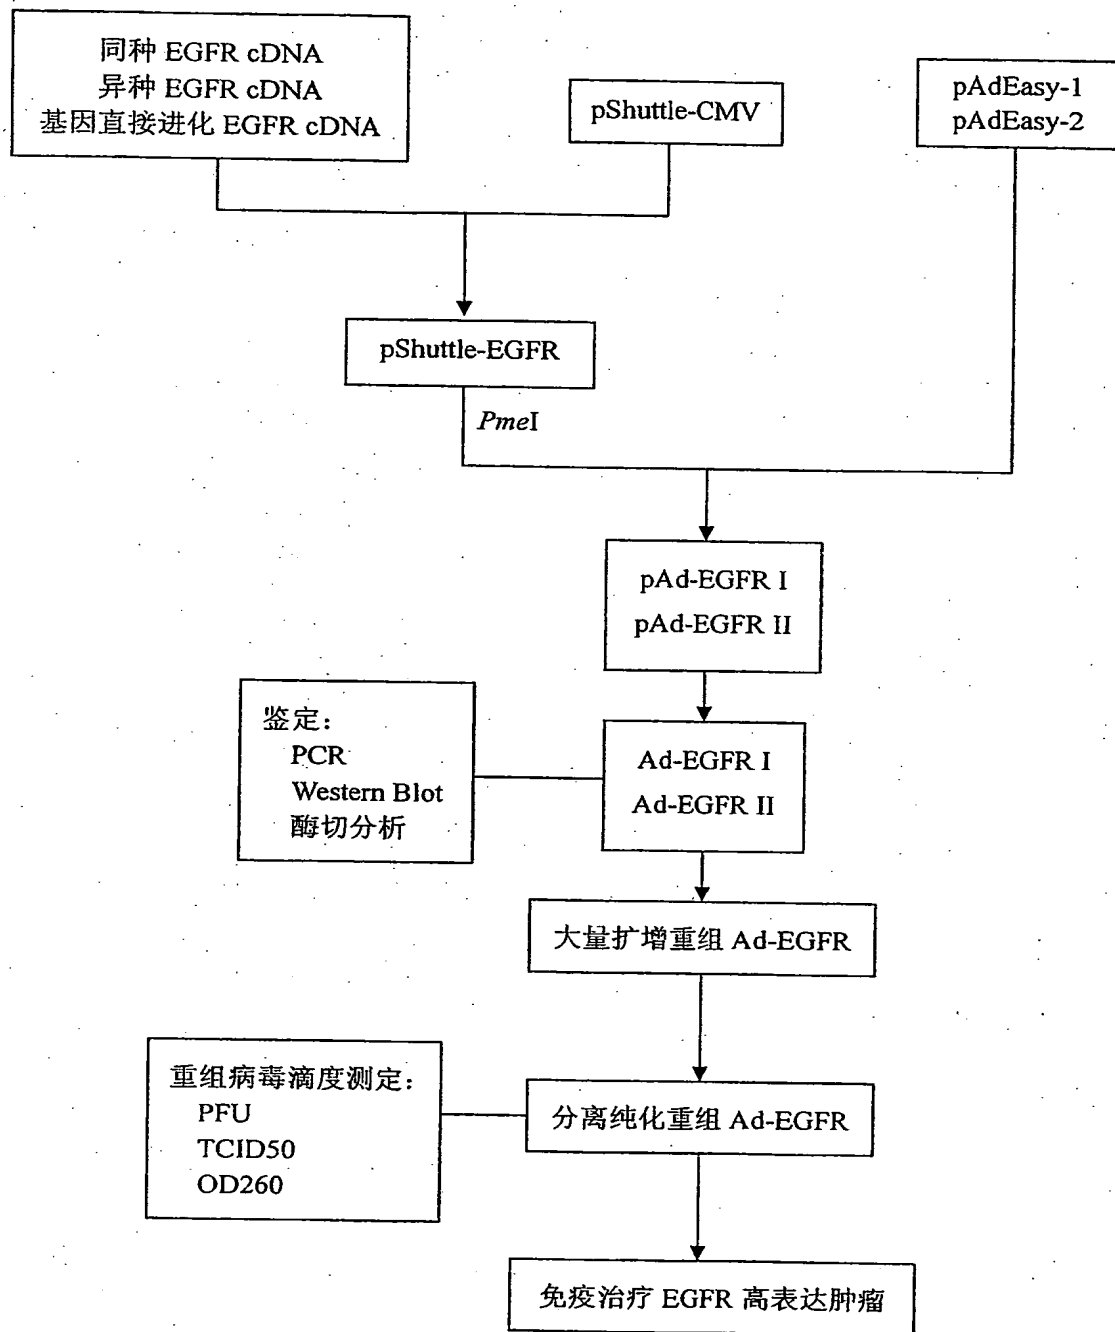 同种 EGFR cDNA
异种 EGFR cDNA
基因直接进化 EGFR cDNA
pShuttle-CMV
pAdEasy-1
pAdEasy-2
pShuttle-EGFR
PmeI
pAd-EGFR I
pAd-EGFR II
鉴定：
PCR
Western Blot
酶切分析
Ad-EGFR I
Ad-EGFR II
大量扩增重组 Ad-EGFR
重组病毒滴度测定：
PFU
TCID50
OD260
分离纯化重组 Ad-EGFR
免疫治疗 EGFR 高表达肿瘤